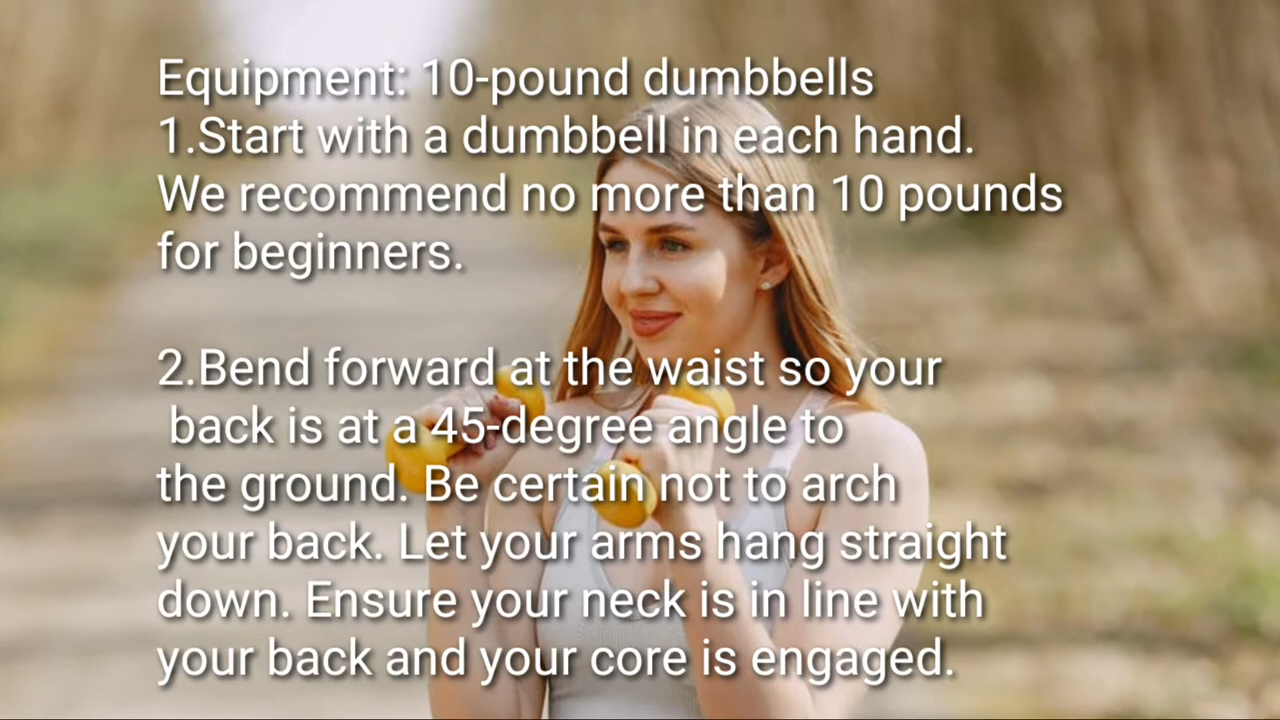 Equipment: 10-pound dumbbells
1.Start with a dumbbell in each hand.
We recommend no more than 10 pounds
for beginners.
2.Bend forward at the waist so your
back is at a 45-degree angle to
the ground. Be certain not to arch
your back. Let your arms hang straight
down. Ensure your neck is in line with
your back and your core is engaged.